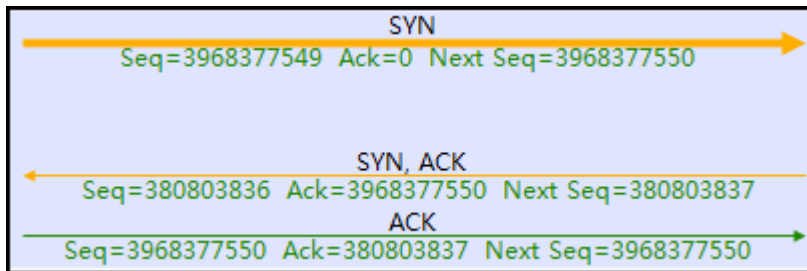 SYN
Seq=3968377549 Ack=0 Next Seq=3968377550
SYN, ACK
Seq=380803836 Ack=3968377550 Next Seq=380803837
ACK
Seq=3968377550 Ack=380803837 Next Seq=3968377550